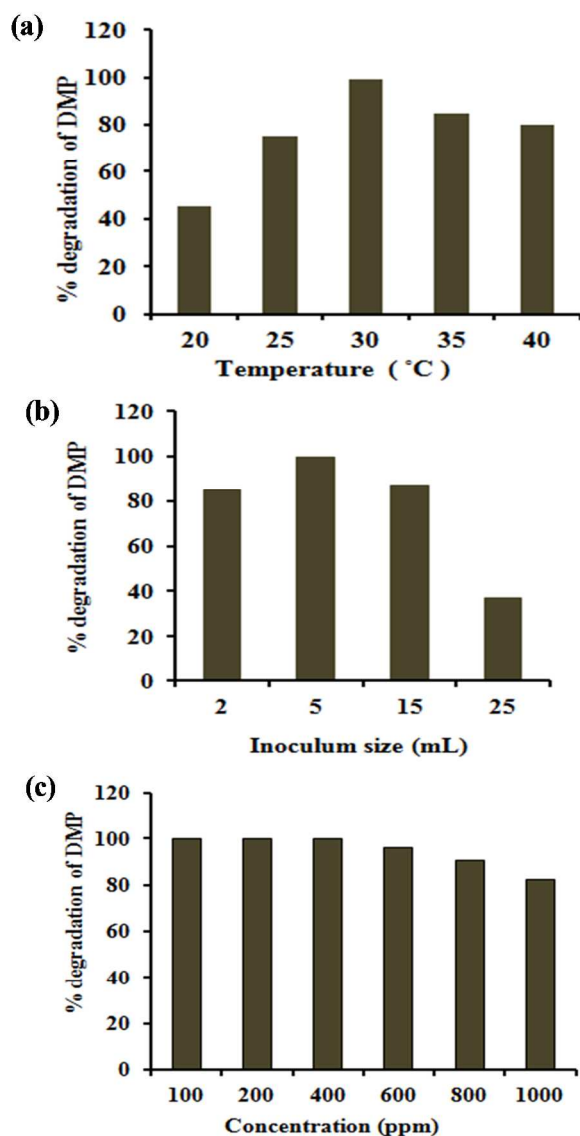 (a)
120
100
80
60
40
20
0
% degradation of DMP
20 25 30 35 40
Temperature ( °C )
(b)
120
100
80
60
40
20
0
% degradation of DMP
2 5 15 25
Inoculum size (mL)
(c)
120
100
80
60
40
20
0
% degradation of DMP
100 200 400 600 800 1000
Concentration (ppm)